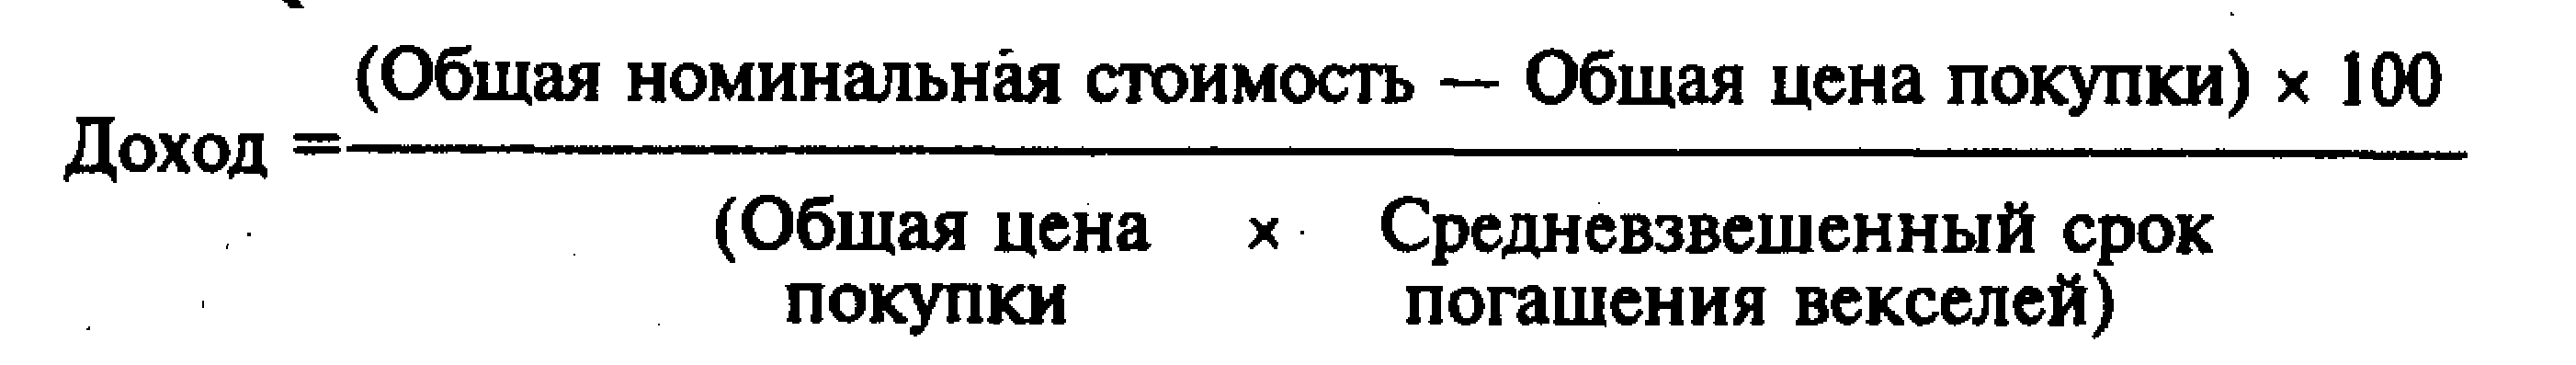 (Общая номинальная стоимость — Общая цена покупки) × 100
Доход =
(Общая цена × Средневзвешенный срок
покупки погашения векселей)